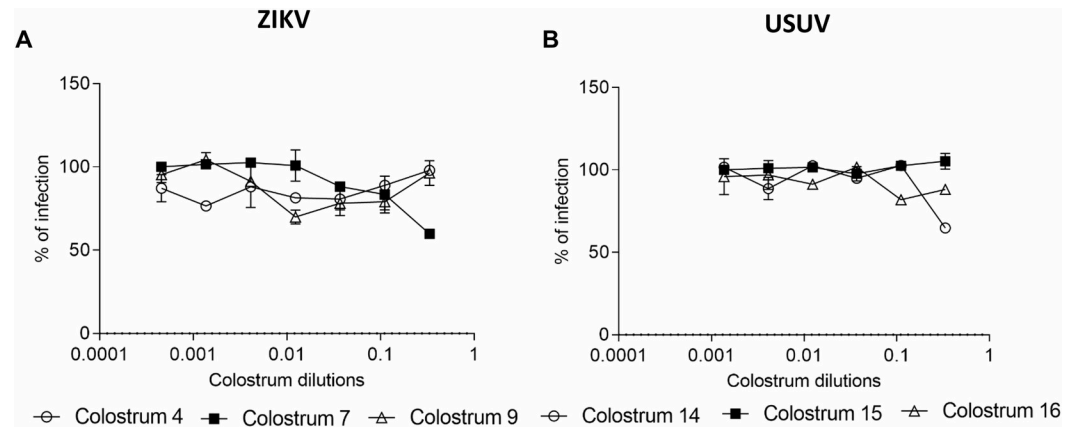 ZIKV
USUV
A
B
150
100
50
0
% of infection
0.0001
0.001
0.01
0.1
1
Colostrum dilutions
150
100
50
0
% of infection
0.0001
0.001
0.01
0.1
1
Colostrum dilutions
Colostrum 4 Colostrum 7 Colostrum 9 Colostrum 14 Colostrum 15 Colostrum 16